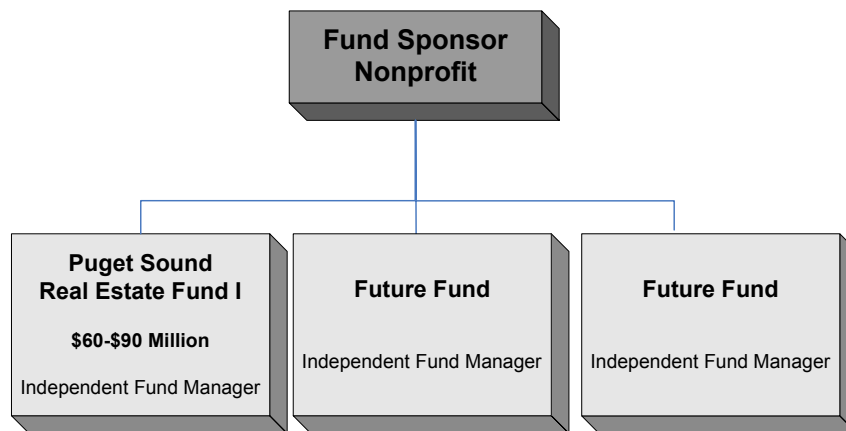 Fund Sponsor
Nonprofit
Puget Sound
Real Estate Fund I
$60-$90 Million
Independent Fund Manager
Future Fund
Independent Fund Manager
Future Fund
Independent Fund Manager